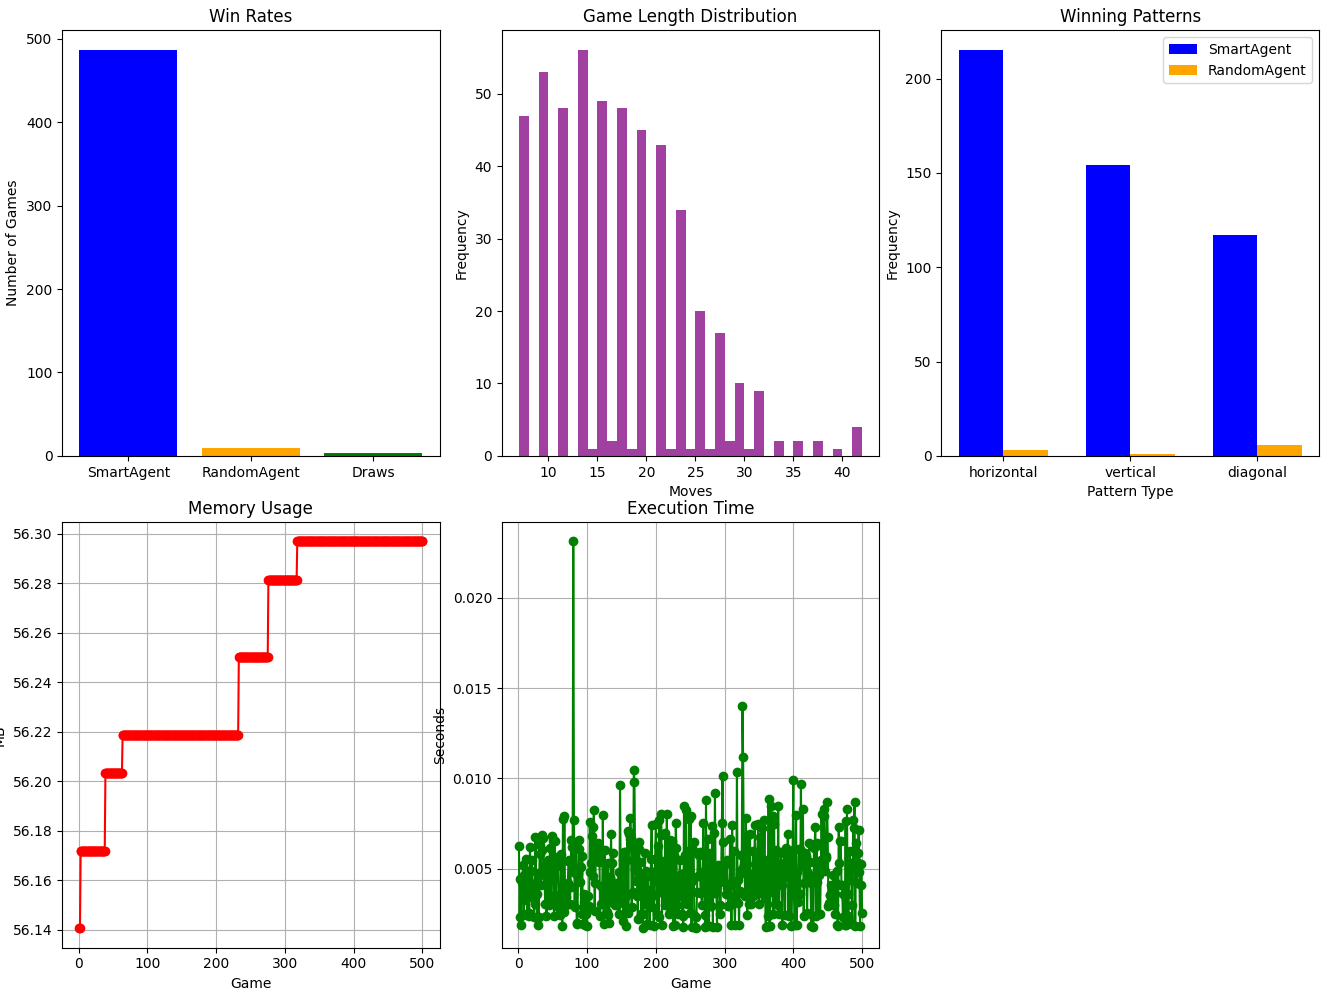 Win Rates
Number of Games
500
400
300
200
100
0
SmartAgent RandomAgent Draws
Game Length Distribution
Frequency
50
40
30
20
10
0
10 15 20 25 30 35 40
Moves
Winning Patterns
SmartAgent
RandomAgent
Frequency
200
150
100
50
0
horizontal vertical diagonal
Pattern Type
Memory Usage
56.30
56.28
56.26
56.24
56.22
56.20
56.18
56.16
56.14
0 100 200 300 400 500
Game
Execution Time
Seconds
0.020
0.015
0.010
0.005
0 100 200 300 400 500
Game